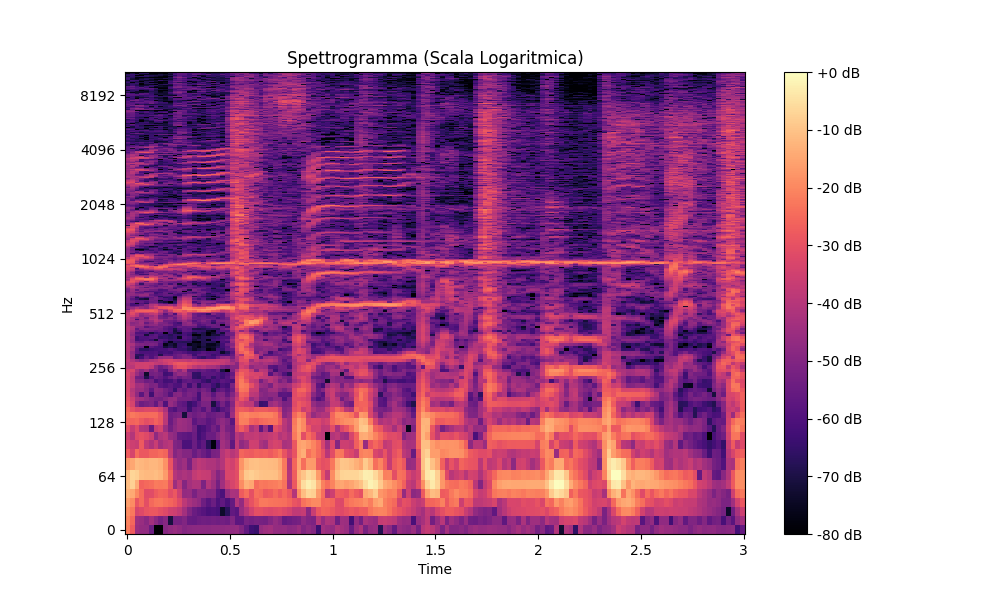 Spettrogramma (Scala Logaritmica)
Hz
8192
4096
2048
1024
512
256
128
64
0
0
0.5
1
1.5
2
2.5
3
Time
+0 dB
-10 dB
-20 dB
-30 dB
-40 dB
-50 dB
-60 dB
-70 dB
-80 dB